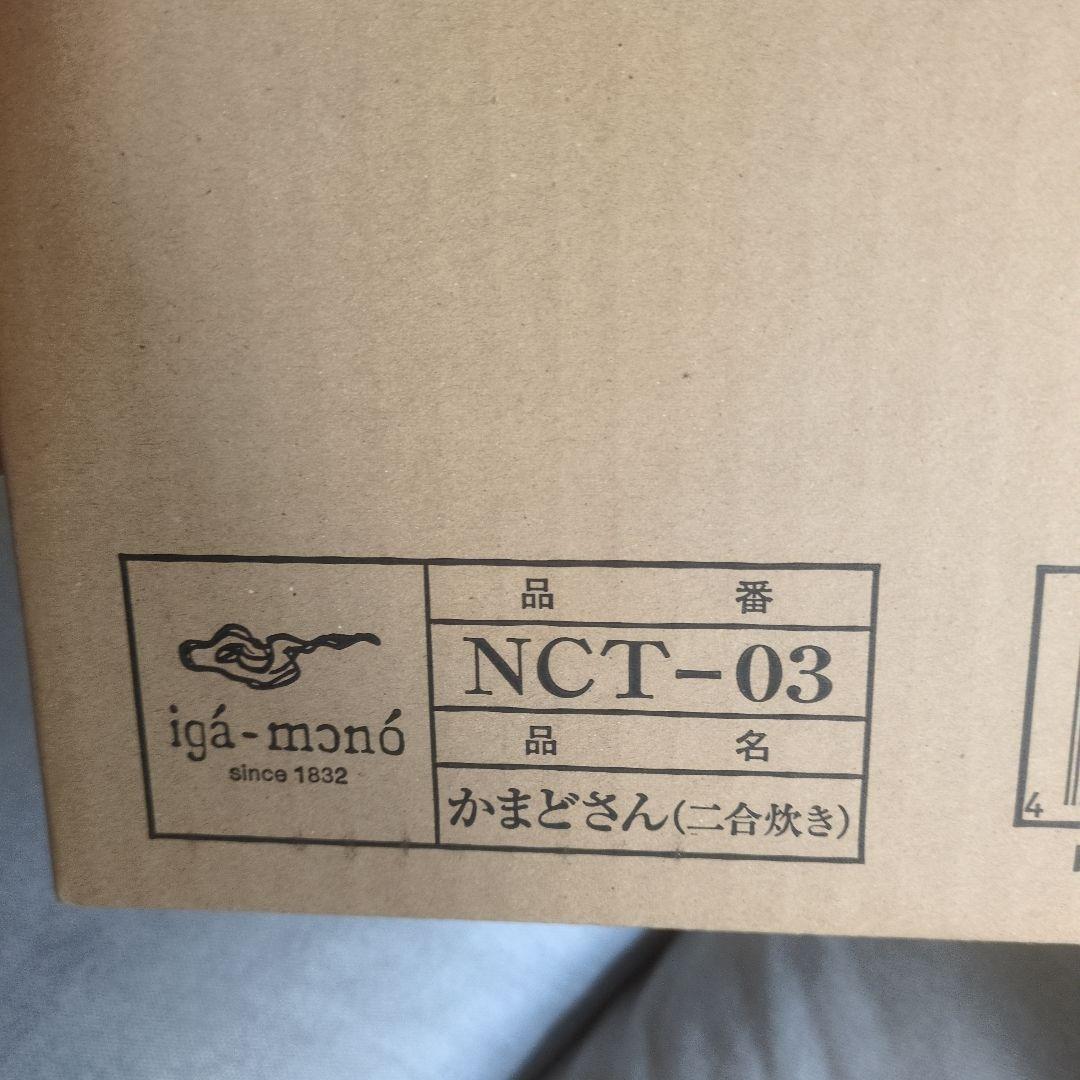 igá-mɔnó
since 1832
品番
NCT-03
品名
かまどさん(二合炊き)
4